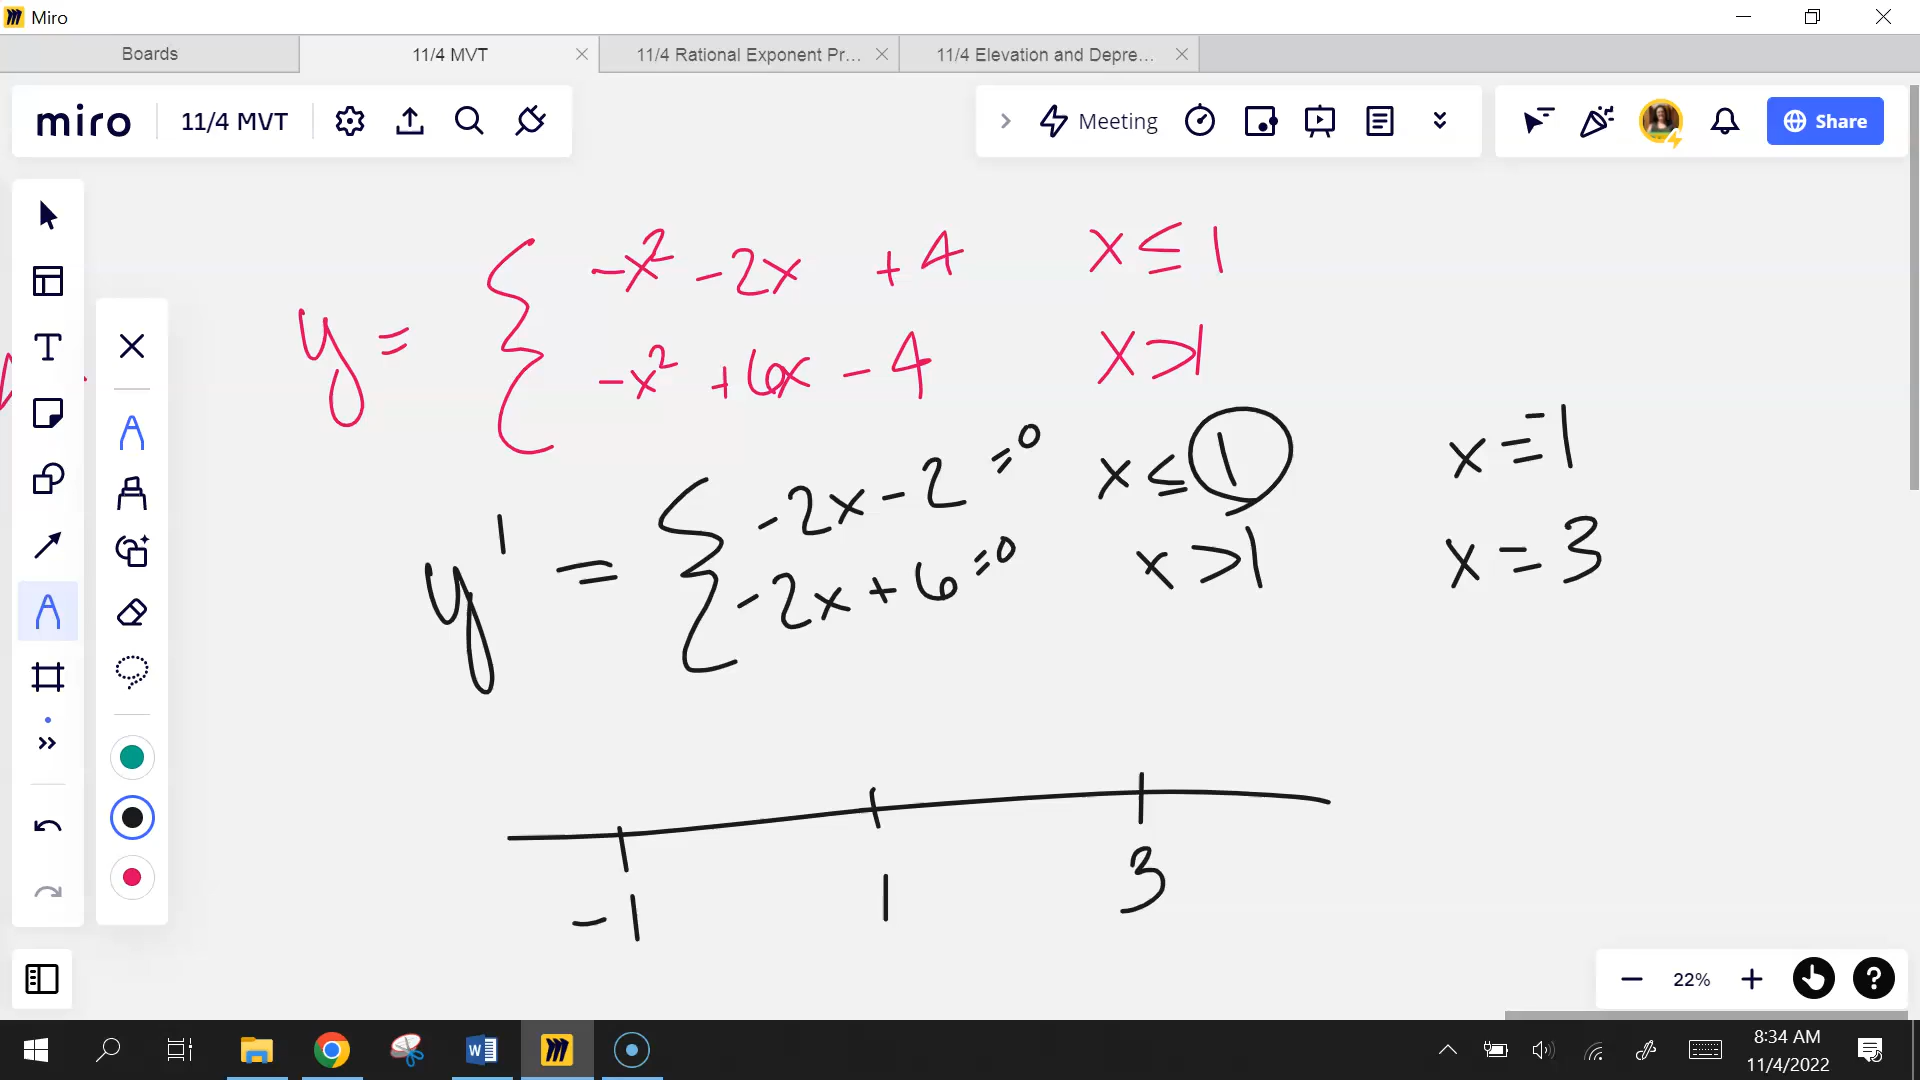 Miro
Boards
11/4 MVT
11/4 Rational Exponent Pr...
11/4 Elevation and Depre...
miro
11/4 MVT
Meeting
Share
y = { -x² - 2x + 4 x ≤ 1
-x² + 6x - 4 x > 1
y' = { -2x - 2 = 0 x ≤ 1 x = -1
-2x + 6 = 0 x > 1 x = 3
-1 1 3
22%
8:34 AM
11/4/2022